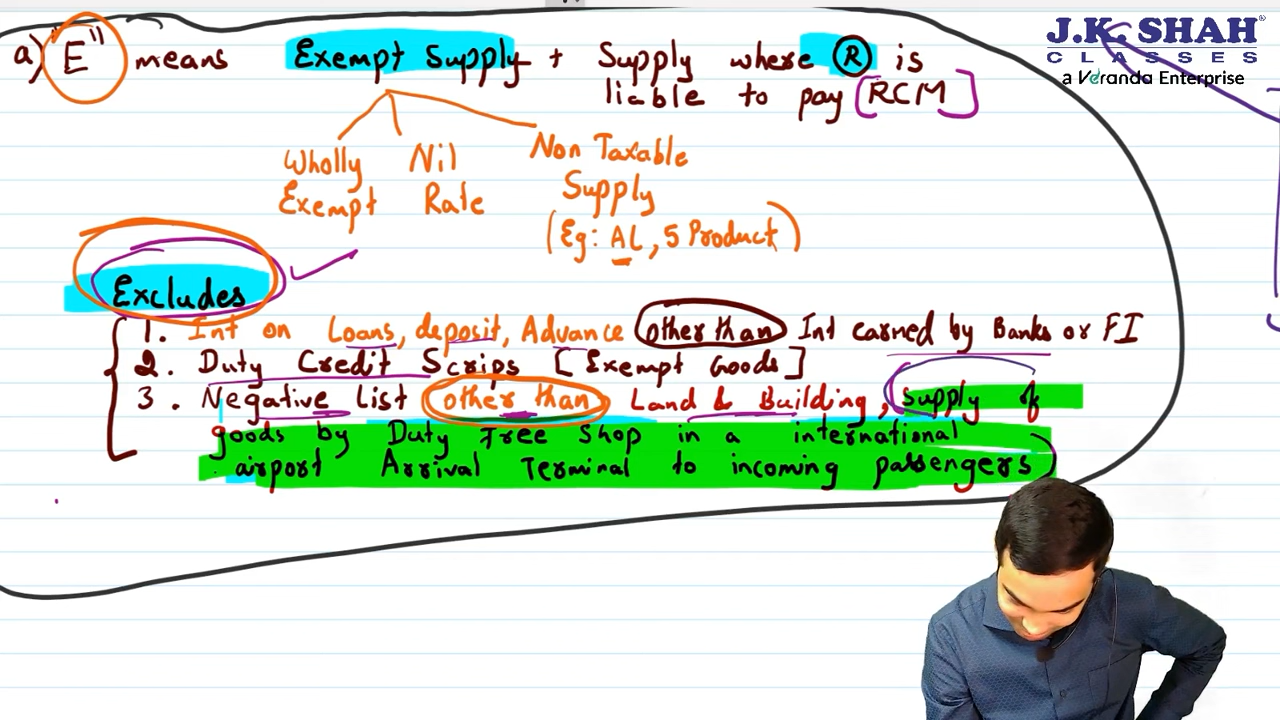 J.K. SHAH®
CLASSES
a Veranda Enterprise
a) "E" means Exempt Supply + Supply where Ⓡ is
liable to pay [RCM]
Wholly Exempt
Nil Rate
Non Taxable Supply
(Eg: AL, 5 Product)
Excludes
1. Int on Loans, deposit, Advance other than Int earned by Banks or FI
2. Duty Credit Scrips [Exempt Goods]
3. Negative List other than Land & Building, supply of
goods by Duty Free Shop in a international
airport Arrival Terminal to incoming passengers)